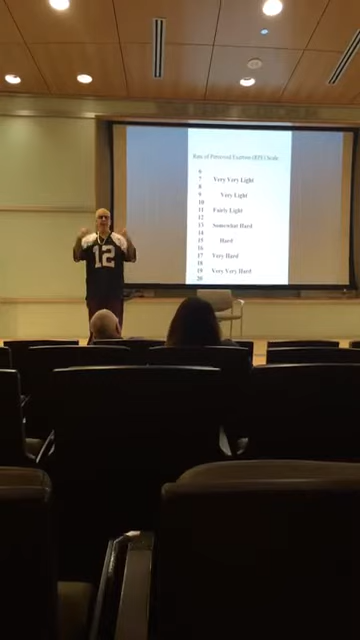 12
Rate of Perceived Exertion (RPE) Scale
6
7 Very Very Light
8
9 Very Light
10
11 Fairly Light
12
13 Somewhat Hard
14
15 Hard
16
17 Very Hard
18
19 Very Very Hard
20